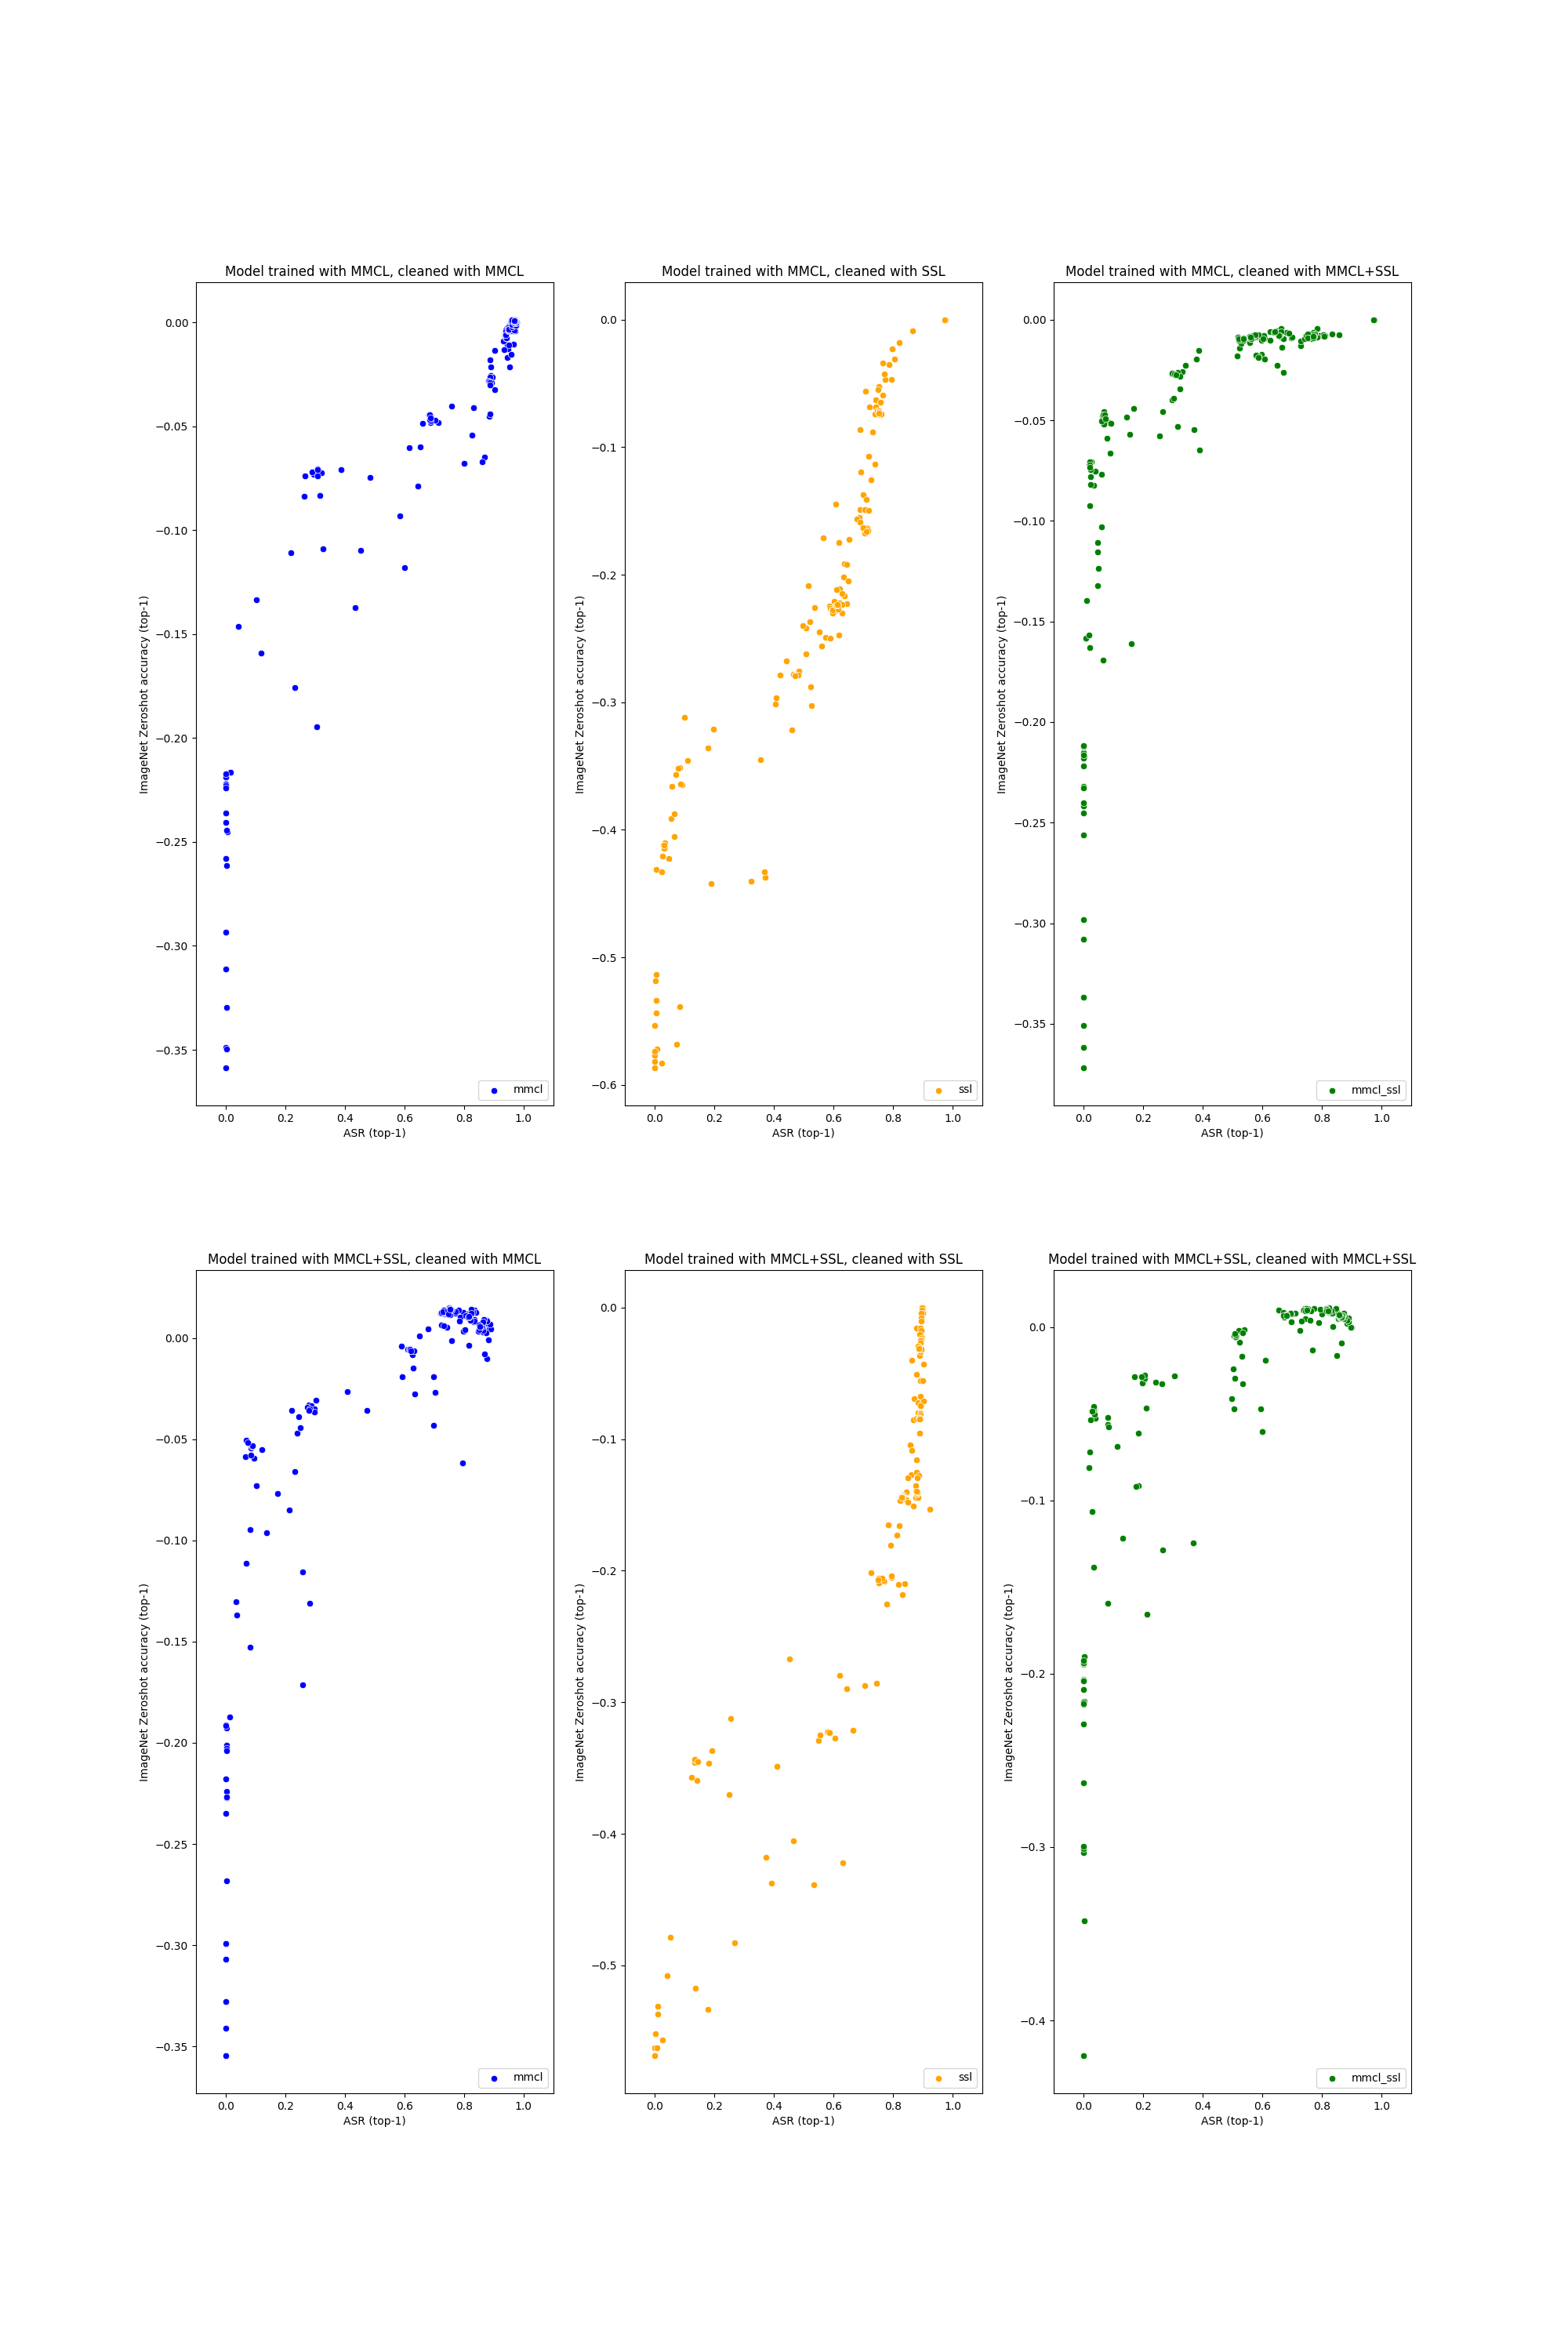 Model trained with MMCL, cleaned with MMCL
ImageNet Zeroshot accuracy (top-1)
0.00
−0.05
−0.10
−0.15
−0.20
−0.25
−0.30
−0.35
0.0 0.2 0.4 0.6 0.8 1.0
ASR (top-1)
mmcl
Model trained with MMCL, cleaned with SSL
ImageNet Zeroshot accuracy (top-1)
0.0
−0.1
−0.2
−0.3
−0.4
−0.5
−0.6
0.0 0.2 0.4 0.6 0.8 1.0
ASR (top-1)
ssl
Model trained with MMCL, cleaned with MMCL+SSL
ImageNet Zeroshot accuracy (top-1)
0.00
−0.05
−0.10
−0.15
−0.20
−0.25
−0.30
−0.35
0.0 0.2 0.4 0.6 0.8 1.0
ASR (top-1)
mmcl_ssl
Model trained with MMCL+SSL, cleaned with MMCL
ImageNet Zeroshot accuracy (top-1)
0.00
−0.05
−0.10
−0.15
−0.20
−0.25
−0.30
−0.35
0.0 0.2 0.4 0.6 0.8 1.0
ASR (top-1)
mmcl
Model trained with MMCL+SSL, cleaned with SSL
ImageNet Zeroshot accuracy (top-1)
0.0
−0.1
−0.2
−0.3
−0.4
−0.5
0.0 0.2 0.4 0.6 0.8 1.0
ASR (top-1)
ssl
Model trained with MMCL+SSL, cleaned with MMCL+SSL
ImageNet Zeroshot accuracy (top-1)
0.0
−0.1
−0.2
−0.3
−0.4
0.0 0.2 0.4 0.6 0.8 1.0
ASR (top-1)
mmcl_ssl